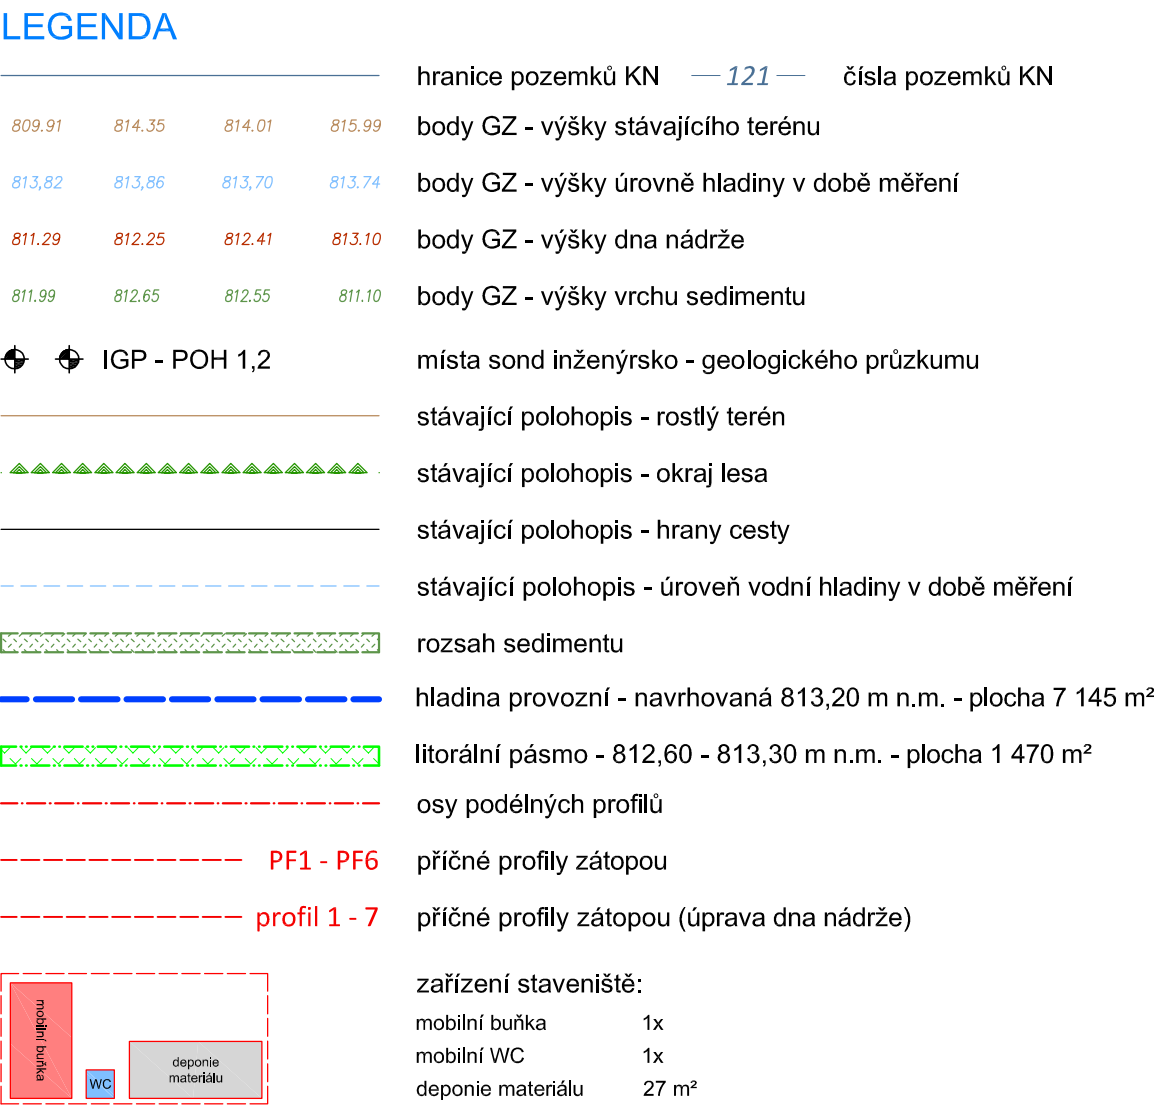 LEGENDA
hranice pozemků KN 121 čísla pozemků KN
809.91 814.35 814.01 815.99 body GZ - výšky stávajícího terénu
813,82 813,86 813,70 813.74 body GZ - výšky úrovně hladiny v době měření
811.29 812.25 812.41 813.10 body GZ - výšky dna nádrže
811.99 812.65 812.55 811.10 body GZ - výšky vrchu sedimentu
IGP - POH 1,2 místa sond inženýrsko - geologického průzkumu
stávající polohopis - rostlý terén
stávající polohopis - okraj lesa
stávající polohopis - hrany cesty
stávající polohopis - úroveň vodní hladiny v době měření
rozsah sedimentu
hladina provozní - navrhovaná 813,20 m n.m. - plocha 7 145 m²
litorální pásmo - 812,60 - 813,30 m n.m. - plocha 1 470 m²
osy podélných profilů
PF1 - PF6 příčné profily zátopou
profil 1 - 7 příčné profily zátopou (úprava dna nádrže)
mobilní buňka
WC
deponie
materiálu
zařízení staveniště:
mobilní buňka 1x
mobilní WC 1x
deponie materiálu 27 m²